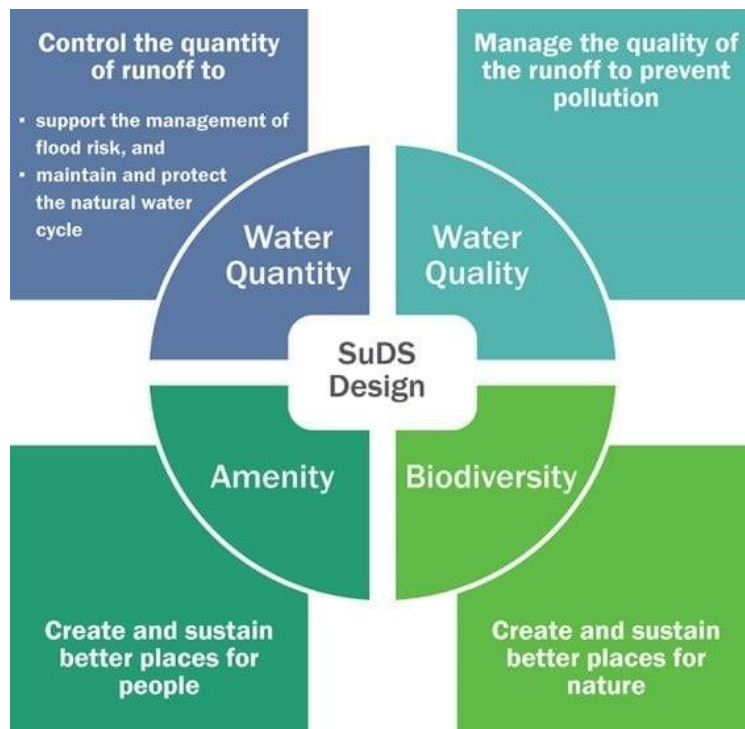 Control the quantity
of runoff to
▪ support the management of
flood risk, and
▪ maintain and protect
the natural water
cycle
Manage the quality of
the runoff to prevent
pollution
Water
Quantity
Water
Quality
SuDS
Design
Amenity
Biodiversity
Create and sustain
better places for
people
Create and sustain
better places for
nature